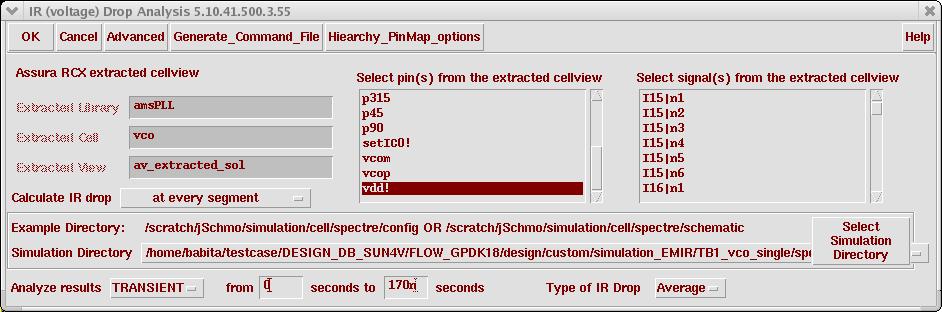 IR (voltage) Drop Analysis 5.10.41.500.3.55
OK Cancel Advanced Generate_Command_File Hiearchy_PinMap_options Help
Assura RCX extracted cellview
Extracted Library amsPLL
Extracted Cell vco
Extracted View av_extracted_sol
Calculate IR drop at every segment
Select pin(s) from the extracted cellview
p315
p45
p90
setICO!
vcom
vcop
vdd!
Select signal(s) from the extracted cellview
I15|n1
I15|n2
I15|n3
I15|n4
I15|n5
I15|n6
I16|n1
Example Directory: /scratch/jSchmo/simulation/cell/spectre/config OR /scratch/jSchmo/simulation/cell/spectre/schematic
Simulation Directory /home/babita/testcase/DESIGN_DB_SUN4V/FLOW_GPDK18/design/custom/simulation_EMIR/TB1_vco_single/spe
Select
Simulation
Directory
Analyze results TRANSIENT from 0 seconds to 170n seconds Type of IR Drop Average